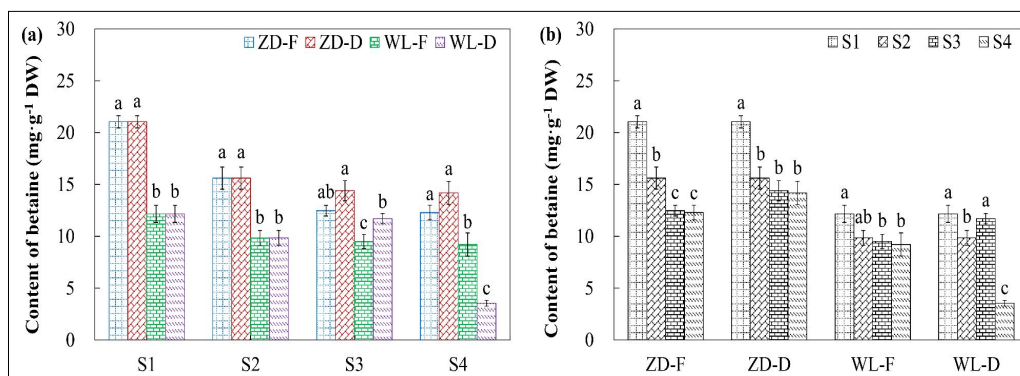 (a)
ZD-F ZD-D WL-F WL-D
Content of betaine (mg·g⁻¹ DW)
30
25
20
15
10
5
0
a a b b
a a b b
ab a c b
a a b c
S1 S2 S3 S4
(b)
S1 S2 S3 S4
Content of betaine (mg·g⁻¹ DW)
30
25
20
15
10
5
0
a b c c
a b b b
a ab b b
a b a c
ZD-F ZD-D WL-F WL-D